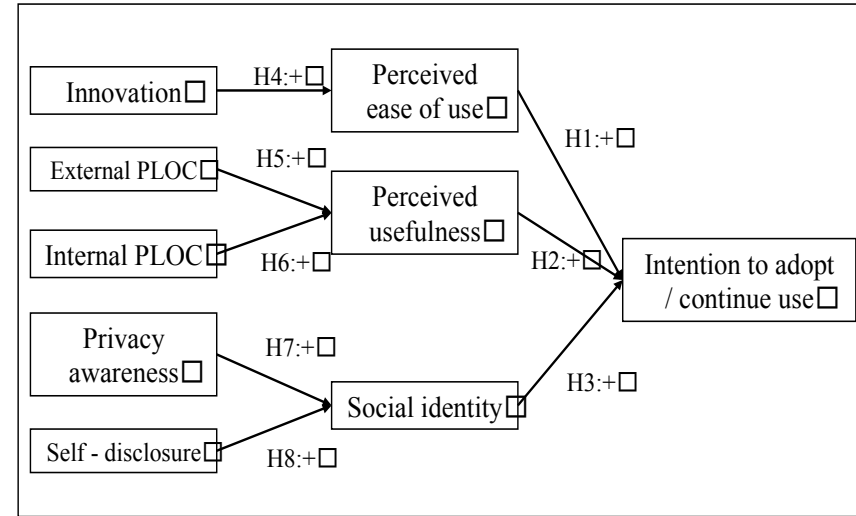 Innovation□
H4:+□
Perceived
ease of use□
H1:+□
External PLOC□
H5:+□
Perceived
usefulness□
Internal PLOC□
H6:+□
H2:+□
Intention to adopt
/ continue use□
Privacy
awareness□
H7:+□
Social identity□
H3:+□
Self - disclosure□
H8:+□